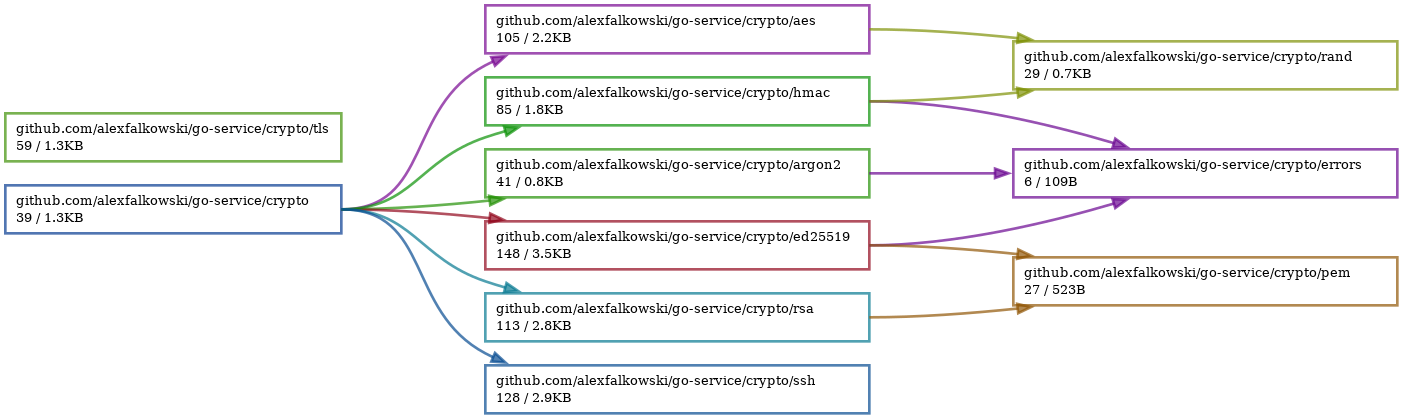 github.com/alexfalkowski/go-service/crypto/tls
59 / 1.3KB
github.com/alexfalkowski/go-service/crypto
39 / 1.3KB
github.com/alexfalkowski/go-service/crypto/aes
105 / 2.2KB
github.com/alexfalkowski/go-service/crypto/hmac
85 / 1.8KB
github.com/alexfalkowski/go-service/crypto/argon2
41 / 0.8KB
github.com/alexfalkowski/go-service/crypto/ed25519
148 / 3.5KB
github.com/alexfalkowski/go-service/crypto/rsa
113 / 2.8KB
github.com/alexfalkowski/go-service/crypto/ssh
128 / 2.9KB
github.com/alexfalkowski/go-service/crypto/rand
29 / 0.7KB
github.com/alexfalkowski/go-service/crypto/errors
6 / 109B
github.com/alexfalkowski/go-service/crypto/pem
27 / 523B